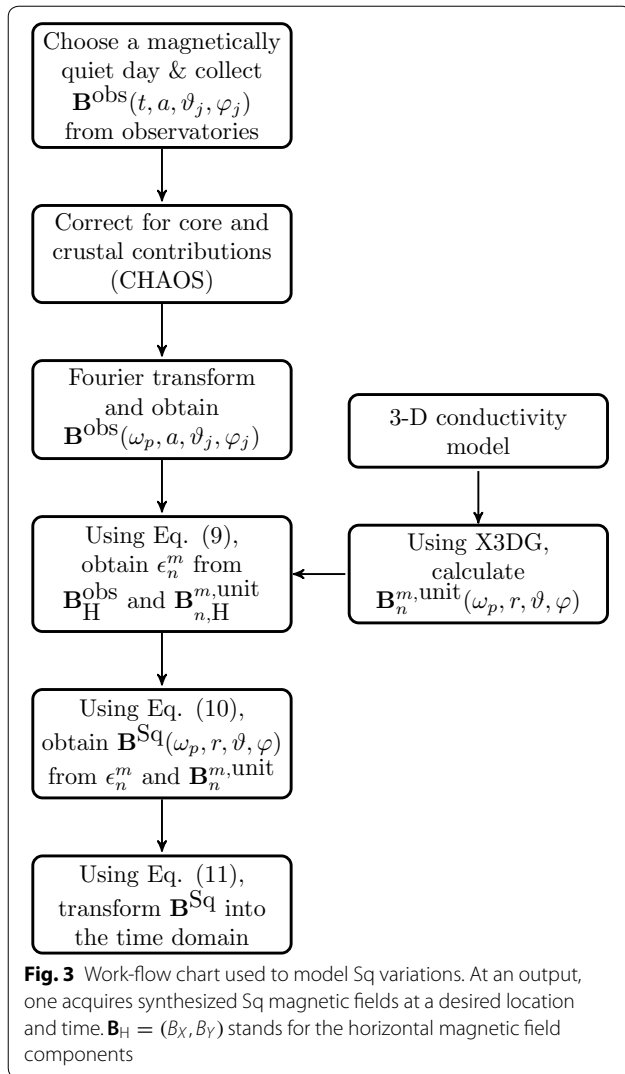 Choose a magnetically
quiet day & collect
𝐁^obs(t, a, ϑ_j, φ_j)
from observatories
Correct for core and
crustal contributions
(CHAOS)
Fourier transform
and obtain
𝐁^obs(ω_p, a, ϑ_j, φ_j)
3-D conductivity
model
Using X3DG,
calculate
𝐁_n^{m,unit}(ω_p, r, ϑ, φ)
Using Eq. (9),
obtain ϵ_n^m from
𝐁_H^obs and 𝐁_{n,H}^{m,unit}
Using Eq. (10),
obtain 𝐁^Sq(ω_p, r, ϑ, φ)
from ϵ_n^m and 𝐁_n^{m,unit}
Using Eq. (11),
transform 𝐁^Sq into
the time domain
Fig. 3 Work-flow chart used to model Sq variations. At an output,
one acquires synthesized Sq magnetic fields at a desired location
and time. 𝐁_H = (B_X, B_Y) stands for the horizontal magnetic field
components